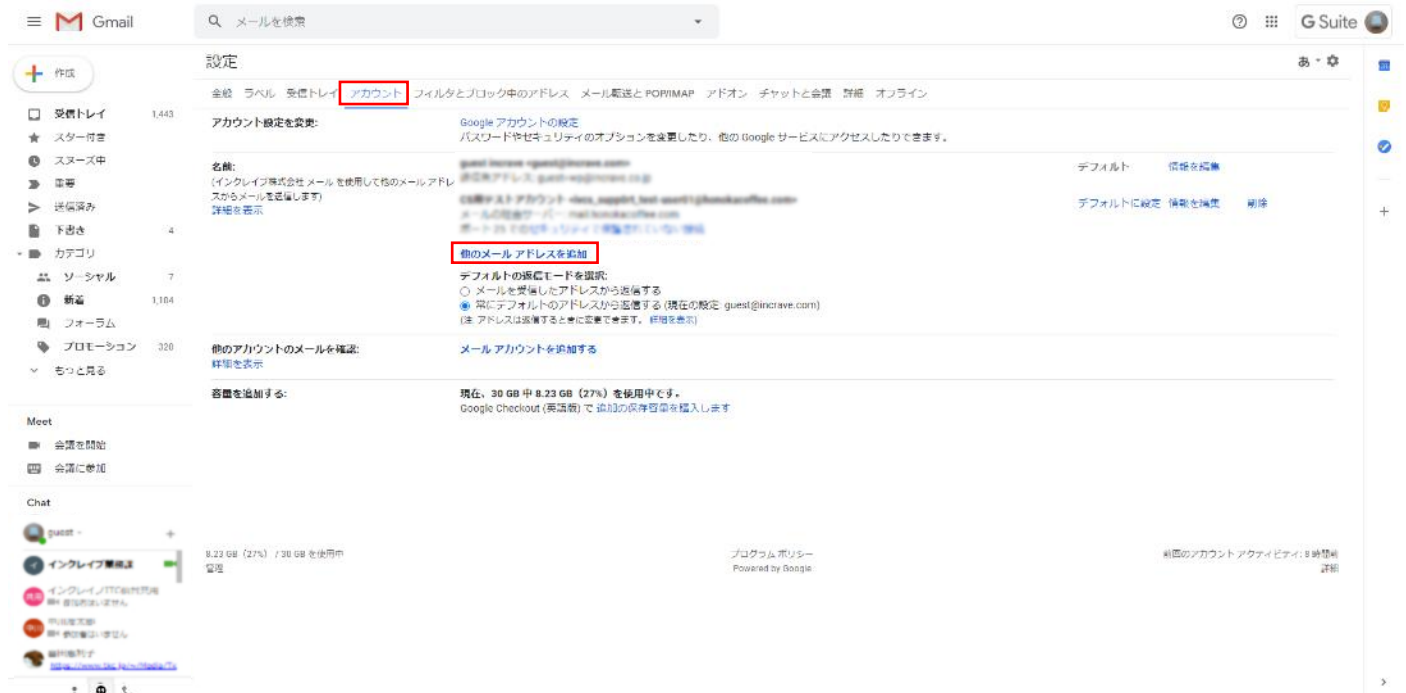 Gmail
メールを検索
G Suite
作成
設定
あ
全般 ラベル 受信トレイ アカウント フィルタとブロック中のアドレス メール転送と POP/IMAP アドオン チャットと会議 詳細 オフライン
受信トレイ 1,443
スター付き
スヌーズ中
重要
送信済み
下書き 4
カテゴリ
ソーシャル 7
新着 1,104
フォーラム
プロモーション 320
もっと見る
アカウント設定を変更:
Google アカウントの設定
パスワードやセキュリティのオプションを変更したり、他の Google サービスにアクセスしたりできます。
名前:
(インクレイブ株式会社 メール を使用して他のメール アドレ
スからメールを送信します)
詳細を表示
デフォルト 情報を編集
デフォルトに設定 情報を編集 削除
他のメール アドレスを追加
デフォルトの返信モードを選択:
メールを受信したアドレスから返信する
常にデフォルトのアドレスから返信する (現在の設定: guest@incrave.com)
(注: アドレスは返信するときに変更できます。 詳細を表示)
他のアカウントのメールを確認:
詳細を表示
メール アカウントを追加する
容量を追加する:
現在、30 GB 中 8.23 GB（27%）を使用中です。
Google Checkout (英語版) で 追加の保存容量を購入します
Meet
会議を開始
会議に参加
Chat
guest
8.23 GB（27%） / 30 GB を使用中
管理
プログラム ポリシー
Powered by Google
前回のアカウント アクティビティ: 8 時間前
詳細